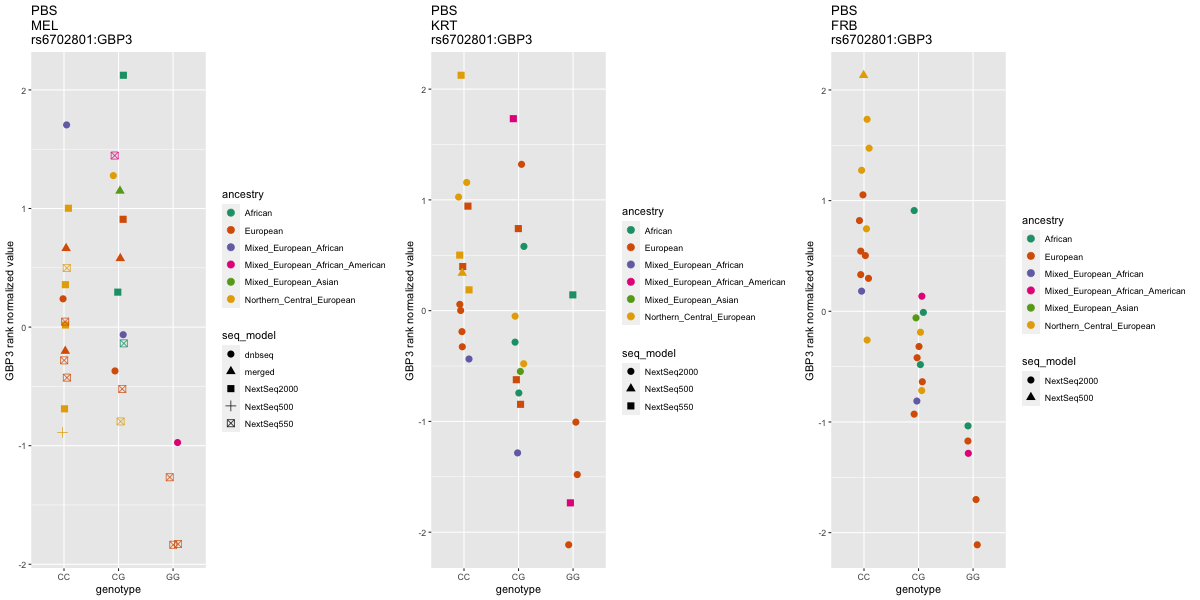 PBS
MEL
rs6702801:GBP3
GBP3 rank normalized value
2
1
0
-1
-2
CC
CG
GG
genotype
ancestry
African
European
Mixed_European_African
Mixed_European_African_American
Mixed_European_Asian
Northern_Central_European
seq_model
dnbseq
merged
NextSeq2000
NextSeq500
NextSeq550
PBS
KRT
rs6702801:GBP3
GBP3 rank normalized value
2
1
0
-1
-2
CC
CG
GG
genotype
ancestry
African
European
Mixed_European_African
Mixed_European_African_American
Mixed_European_Asian
Northern_Central_European
seq_model
NextSeq2000
NextSeq500
NextSeq550
PBS
FRB
rs6702801:GBP3
GBP3 rank normalized value
2
1
0
-1
-2
CC
CG
GG
genotype
ancestry
African
European
Mixed_European_African
Mixed_European_African_American
Mixed_European_Asian
Northern_Central_European
seq_model
NextSeq2000
NextSeq500